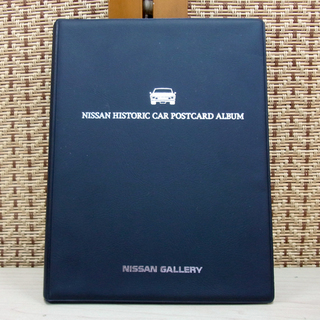 NISSAN HISTORIC CAR POSTCARD ALBUM
NISSAN GALLERY